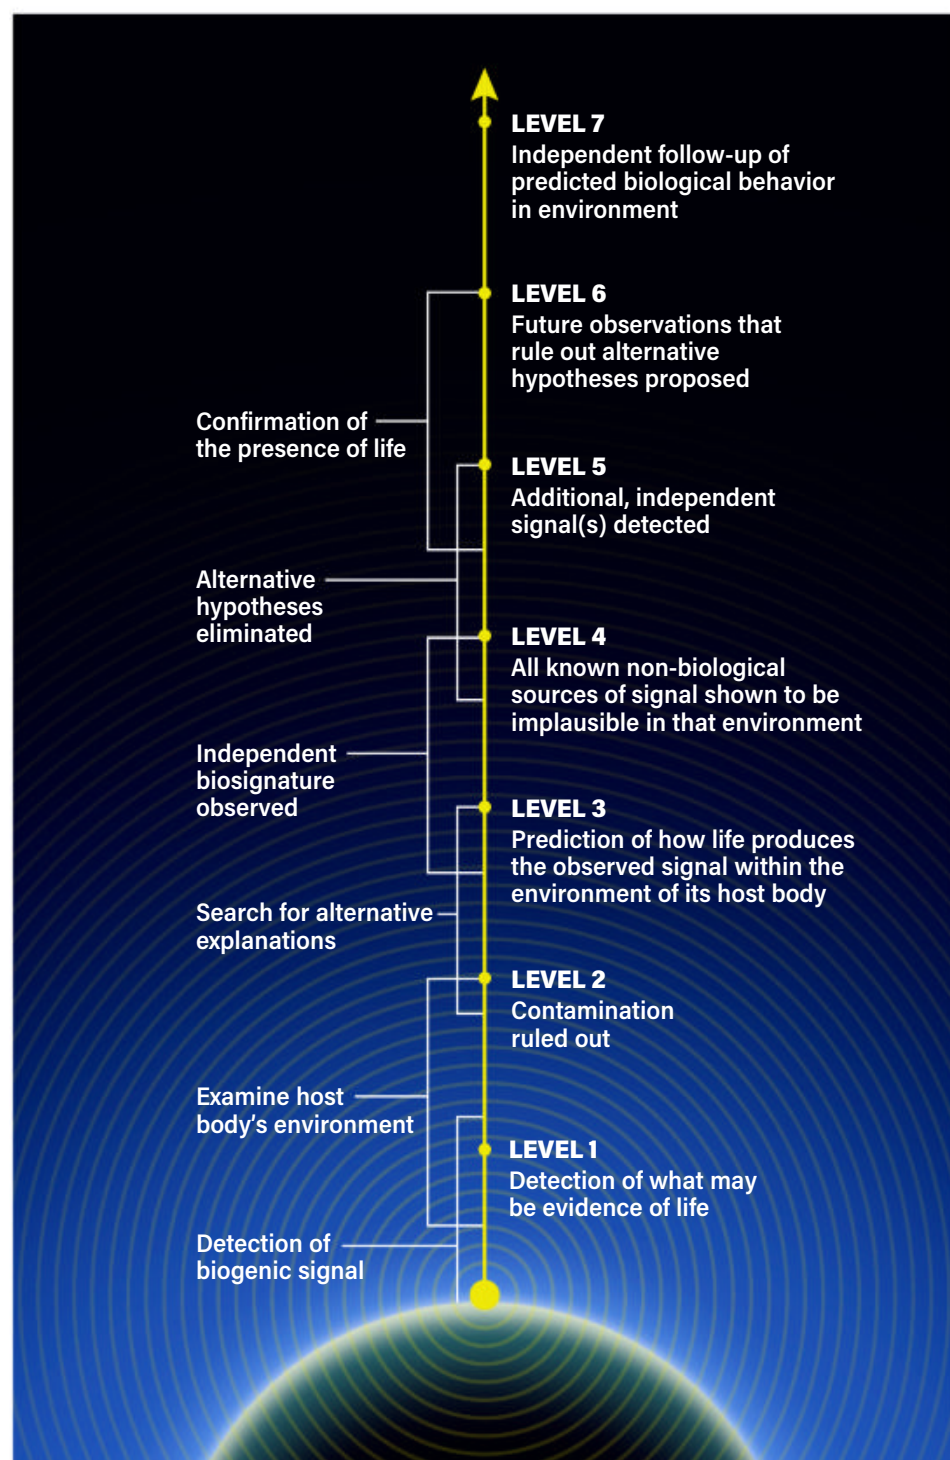 LEVEL 7
Independent follow-up of
predicted biological behavior
in environment
LEVEL 6
Future observations that
rule out alternative
hypotheses proposed
Confirmation of
the presence of life
LEVEL 5
Additional, independent
signal(s) detected
Alternative
hypotheses
eliminated
LEVEL 4
All known non-biological
sources of signal shown to be
implausible in that environment
Independent
biosignature
observed
LEVEL 3
Prediction of how life produces
the observed signal within the
environment of its host body
Search for alternative
explanations
LEVEL 2
Contamination
ruled out
Examine host
body’s environment
LEVEL 1
Detection of what may
be evidence of life
Detection of
biogenic signal